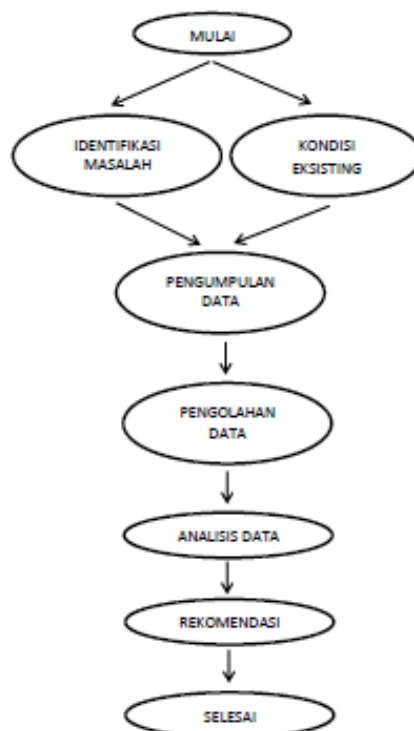 MULAI
IDENTIFIKASI
MASALAH
KONDISI
EKSISTING
PENGUMPULAN
DATA
PENGOLAHAN
DATA
ANALISIS DATA
REKOMENDASI
SELESAI